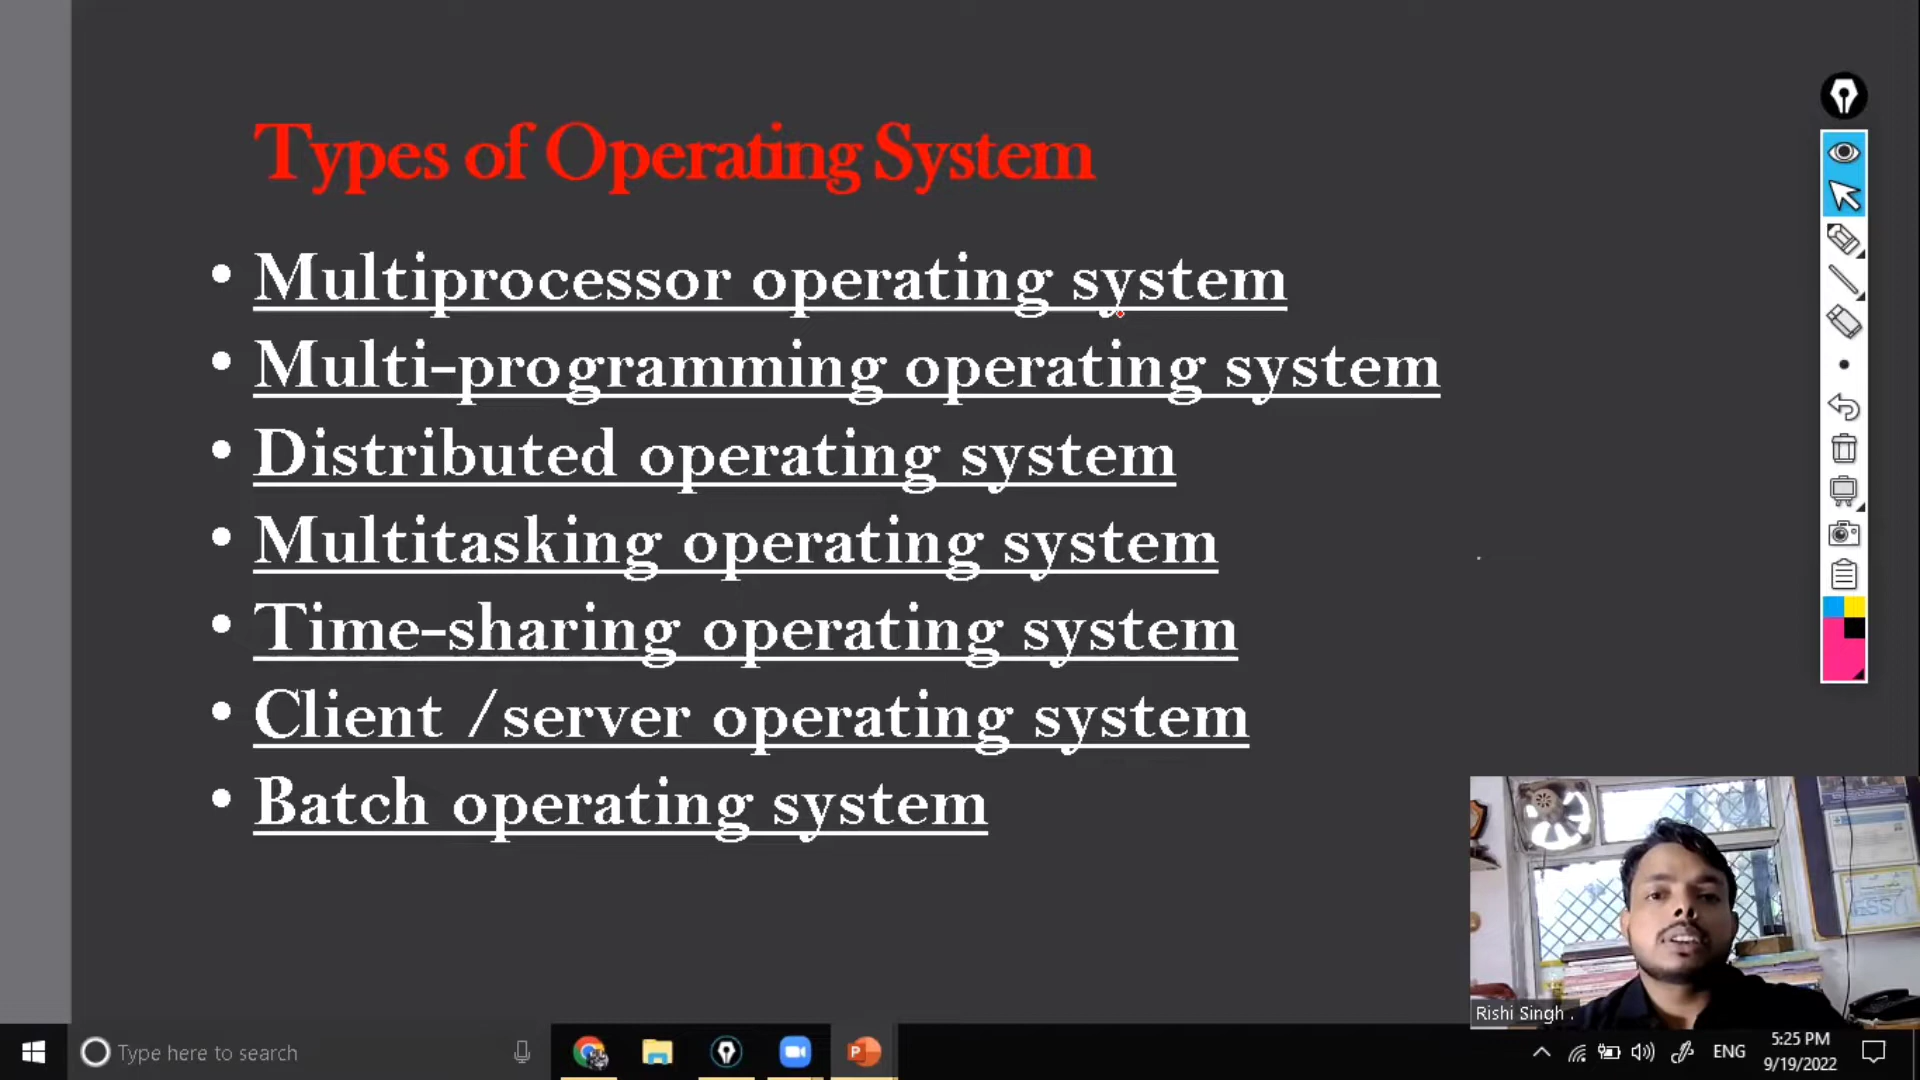 Types of Operating System
• Multiprocessor operating system
• Multi-programming operating system
• Distributed operating system
• Multitasking operating system
• Time-sharing operating system
• Client /server operating system
• Batch operating system
Rishi Singh .
Type here to search
ENG
5:25 PM
9/19/2022